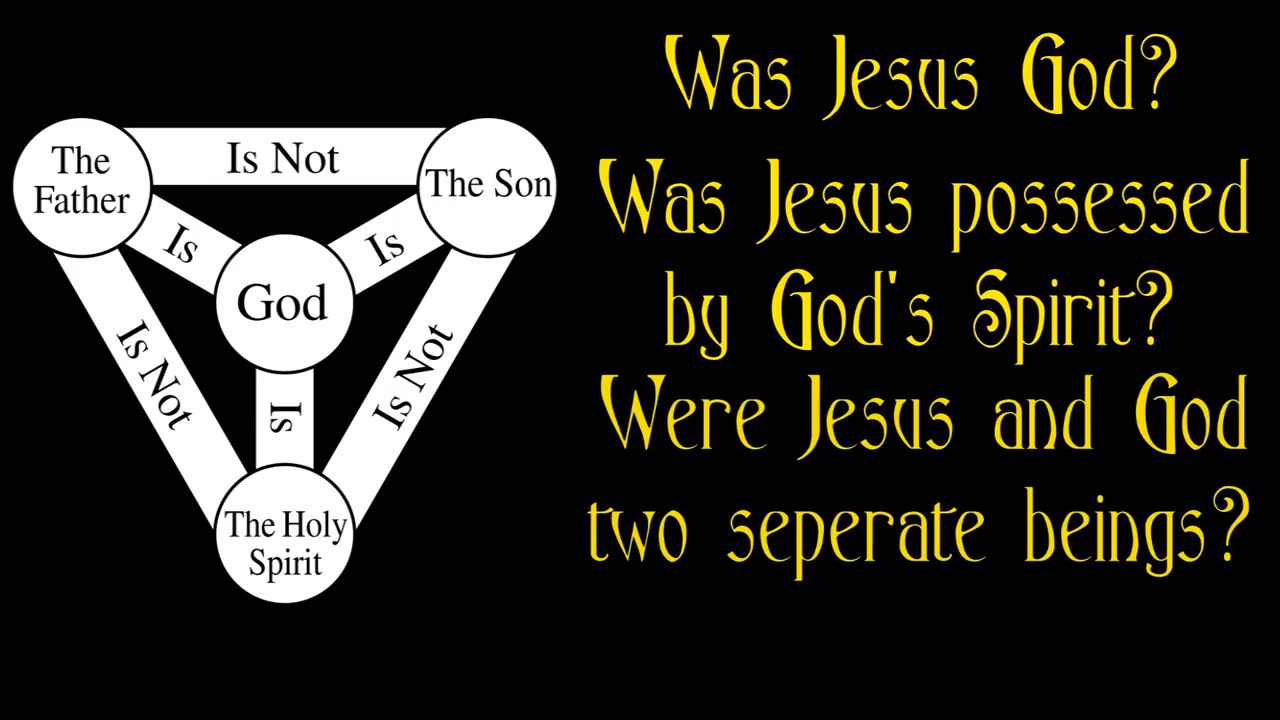 The
Father
Is Not
The Son
Is
Is
God
Is Not
Is
Is Not
The Holy
Spirit
Was Jesus God?
Was Jesus possessed
by God's Spirit?
Were Jesus and God
two seperate beings?